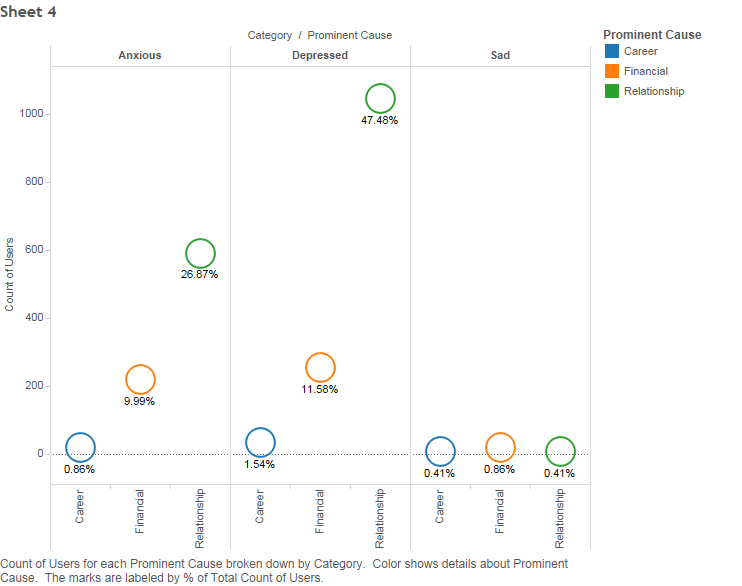 Sheet 4
Category / Prominent Cause
Anxious
Depressed
Sad
Prominent Cause
Career
Financial
Relationship
Count of Users
1000
800
600
400
200
0
0.86%
9.99%
26.87%
1.54%
11.58%
47.48%
0.41%
0.86%
0.41%
Career
Financial
Relationship
Career
Financial
Relationship
Career
Financial
Relationship
Count of Users for each Prominent Cause broken down by Category.  Color shows details about Prominent
Cause.  The marks are labeled by % of Total Count of Users.